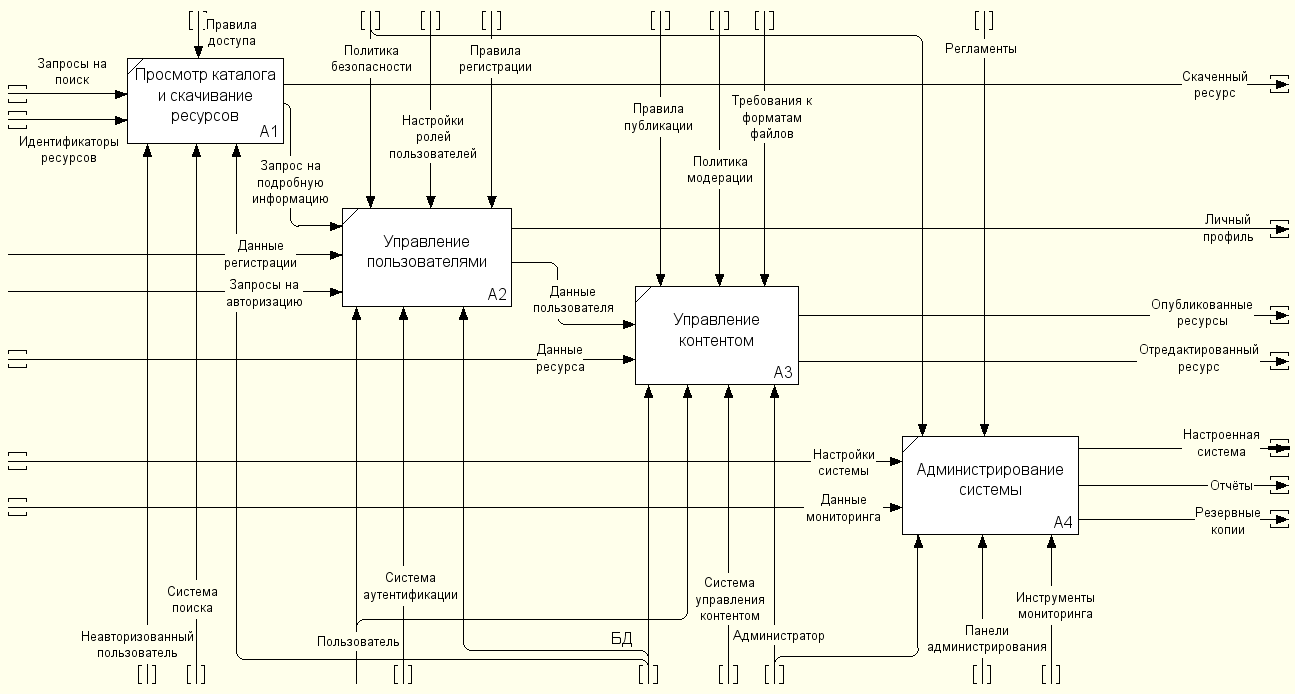 Правила
доступа
Запросы на
поиск
Просмотр каталога
и скачивание
ресурсов
A1
Идентификаторы
ресурсов
Политика
безопасности
Правила
регистрации
Настройки
ролей
пользователей
Правила
публикации
Политика
модерации
Требования к
форматам
файлов
Регламенты
Скаченный
ресурс
Запрос на
подробную
информацию
Управление
пользователями
A2
Данные
регистрации
Запросы на
авторизацию
Личный
профиль
Данные
пользователя
Данные
ресурса
Управление
контентом
A3
Опубликованные
ресурсы
Отредактированный
ресурс
Настройки
системы
Данные
мониторинга
Администрирование
системы
A4
Настроенная
система
Отчёты
Резервные
копии
Неавторизованный
пользователь
Система
поиска
Пользователь
Система
аутентификации
БД
Система
управления
контентом
Администратор
Панели
администрирования
Инструменты
мониторинга